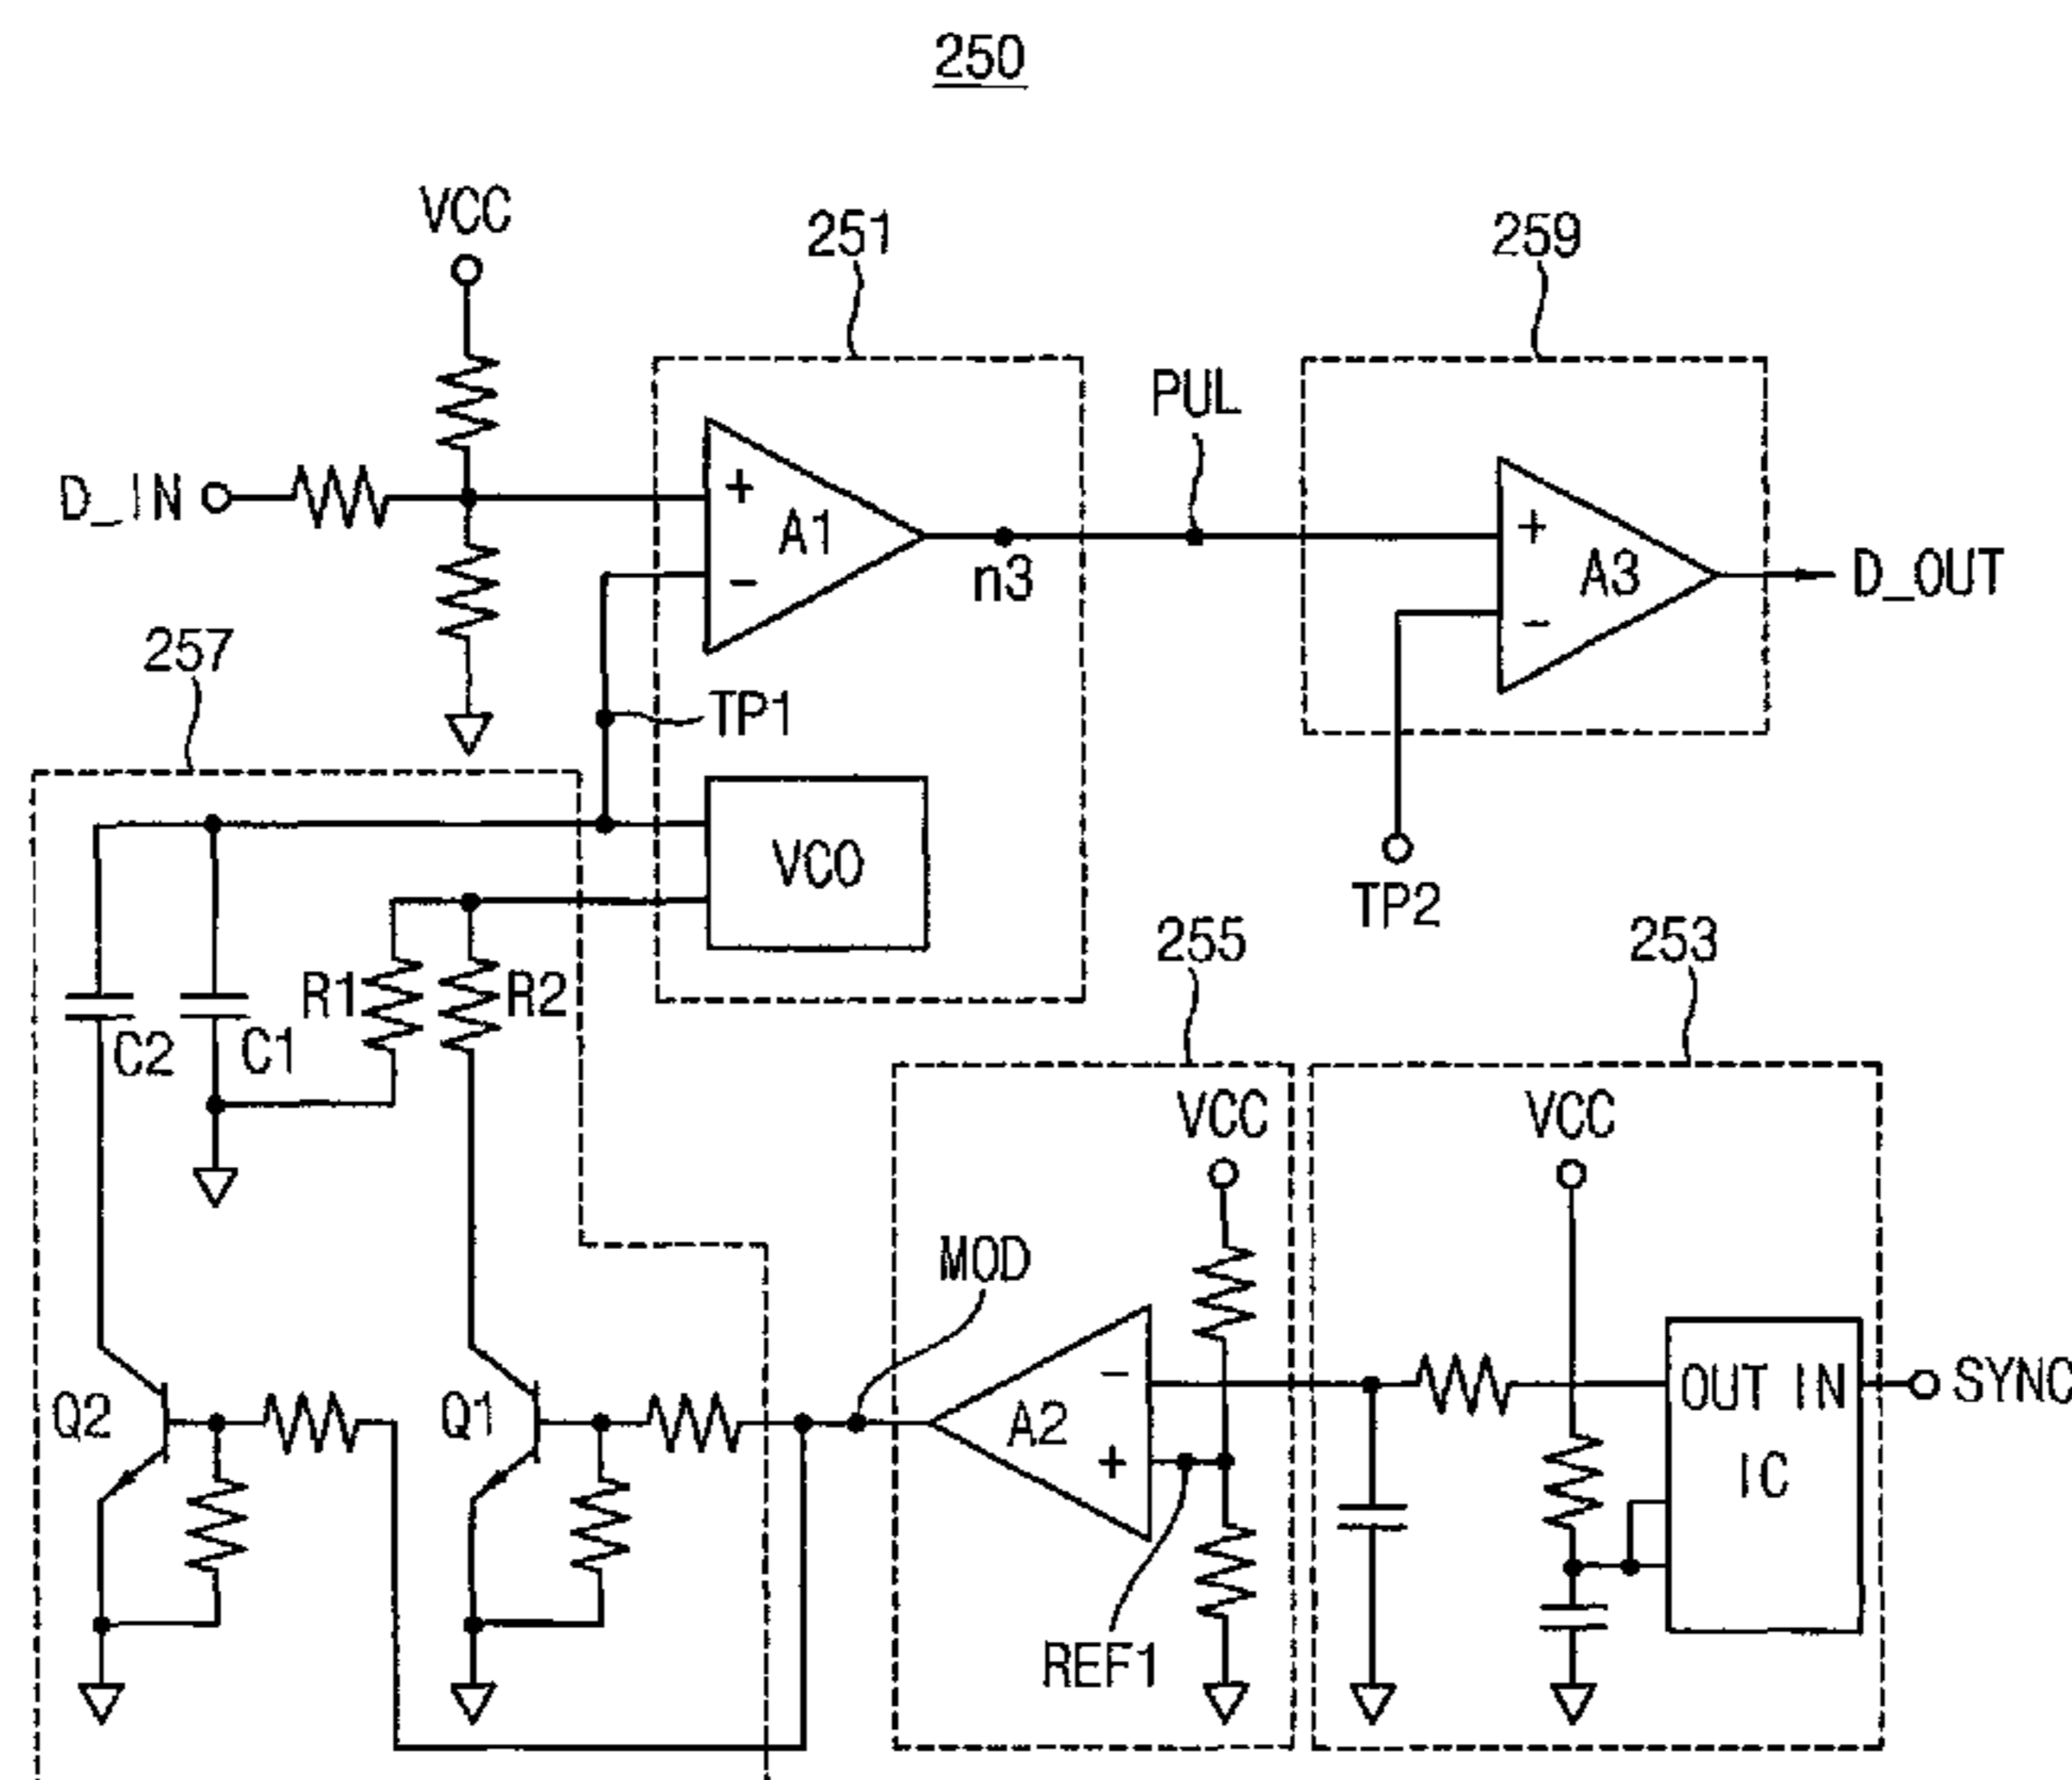 250
VCC
251
259
PUL
D_IN
+
A1
-
n3
+
A3
-
D_OUT
257
TP1
VCO
TP2
255
253
R1
R2
C2
C1
VCC
VCC
MOD
-
A2
+
OUT IN
IC
SYNC
Q2
Q1
REF1